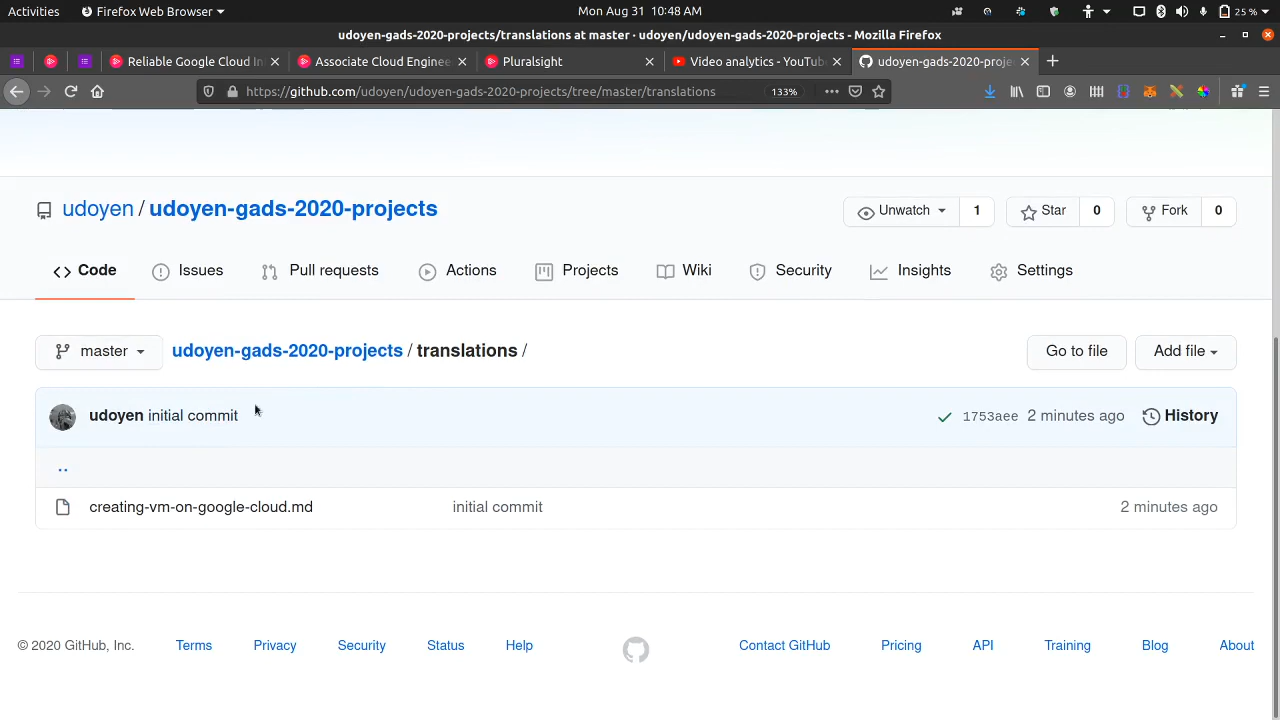 Activities
Firefox Web Browser
Mon Aug 31 10:48 AM
25 %
udoyen-gads-2020-projects/translations at master · udoyen/udoyen-gads-2020-projects - Mozilla Firefox
Reliable Google Cloud In
Associate Cloud Enginee
Pluralsight
Video analytics - YouTub
udoyen-gads-2020-proje
https://github.com/udoyen/udoyen-gads-2020-projects/tree/master/translations
133%
udoyen / udoyen-gads-2020-projects
Unwatch
1
Star
0
Fork
0
Code
Issues
Pull requests
Actions
Projects
Wiki
Security
Insights
Settings
master
udoyen-gads-2020-projects / translations /
Go to file
Add file
udoyen initial commit
1753aee
2 minutes ago
History
..
creating-vm-on-google-cloud.md
initial commit
2 minutes ago
© 2020 GitHub, Inc.
Terms
Privacy
Security
Status
Help
Contact GitHub
Pricing
API
Training
Blog
About